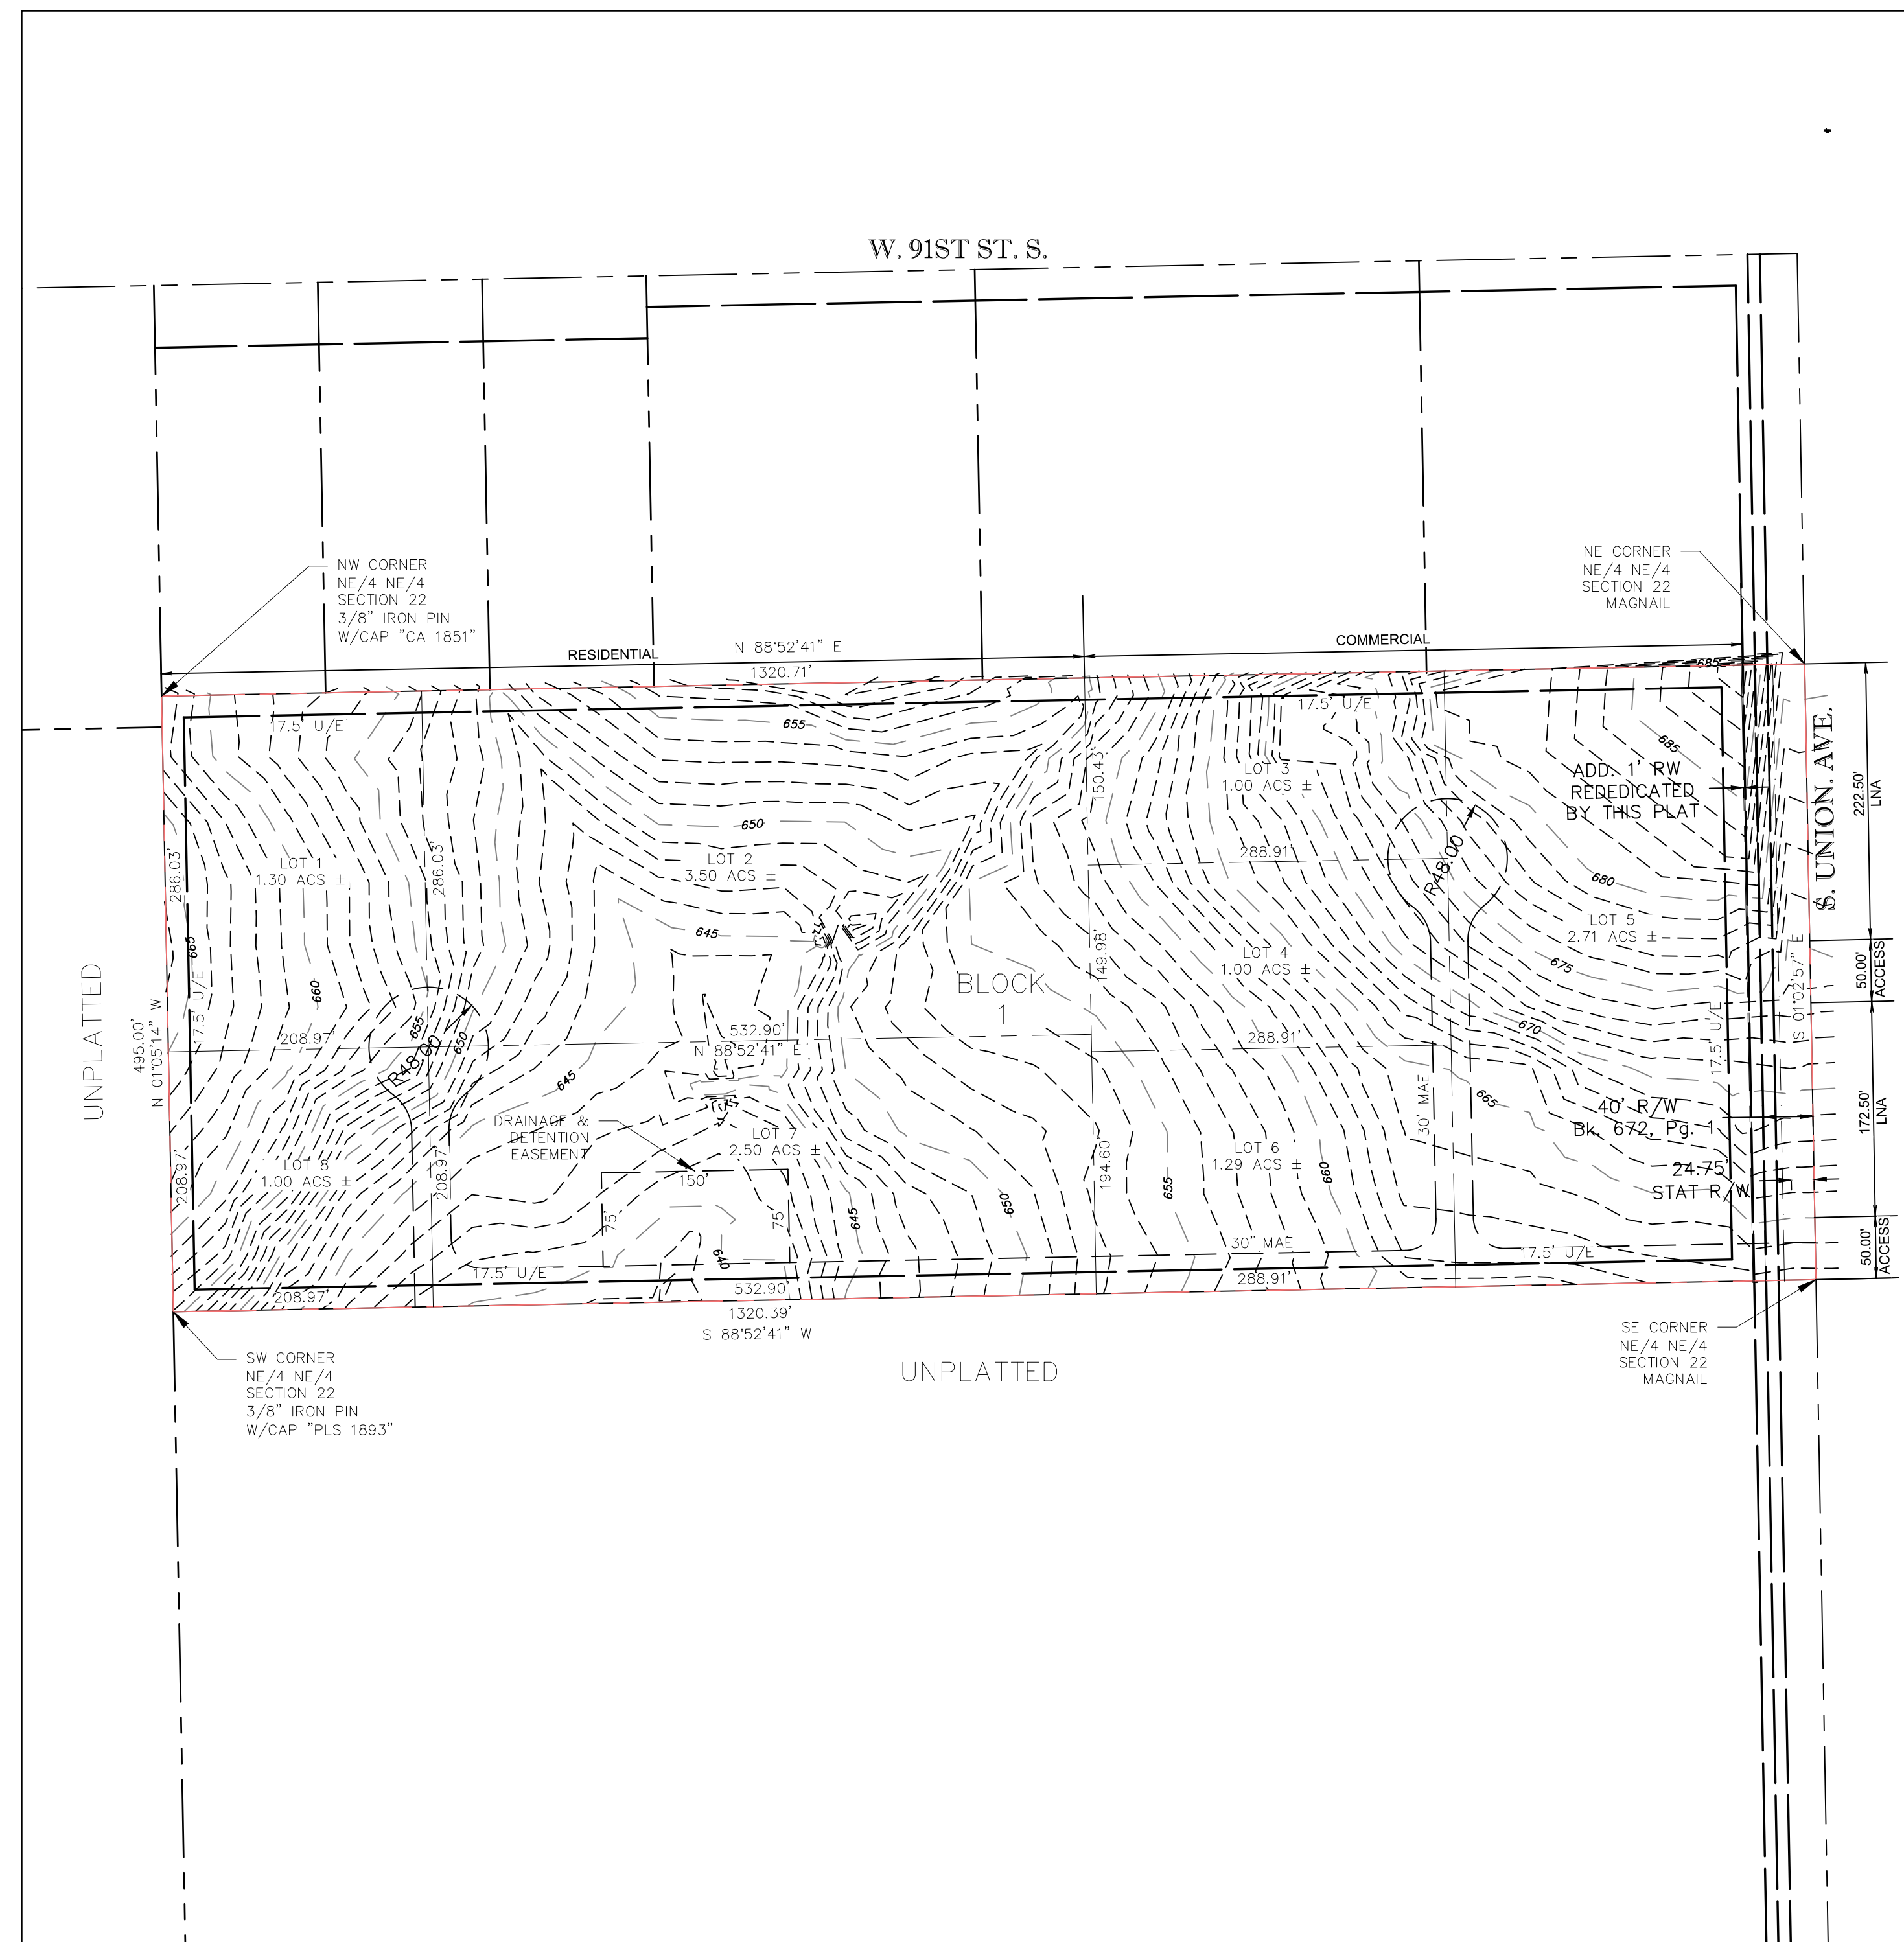 W. 91ST ST. S.
NW CORNER
NE/4 NE/4
SECTION 22
3/8" IRON PIN
W/CAP "CA 1851"
NE CORNER
NE/4 NE/4
SECTION 22
MAGNAIL
RESIDENTIAL
N 88°52'41" E
1320.71'
COMMERCIAL
685
17.5' U/E
655
17.5' U/E
685
ADD. 1' RW
REDEDICATED
BY THIS PLAT
S. UNION. AVE.
222.50'
LNA
LOT 3
1.00 ACS ±
150.43'
650
LOT 1
1.30 ACS ±
286.03'
286.03'
LOT 2
3.50 ACS ±
288.91'
R48.00
680
LOT 5
2.71 ACS ±
645
665
149.98'
LOT 4
1.00 ACS ±
675
50.00'
ACCESS
S 01°02'57" E
UNPLATTED
495.00'
N 01°05'14" W
17.5' U/E
660
BLOCK
1
655
650
R48.00
208.97'
532.90'
N 88°52'41" E
288.91'
670
17.5' U/E
645
665
30' MAE
40' R/W
Bk. 672, Pg. 1
172.50'
LNA
DRAINAGE &
DETENTION
EASEMENT
LOT 7
2.50 ACS ±
LOT 6
1.29 ACS ±
24.75'
STAT R/W
LOT 8
1.00 ACS ±
208.97'
208.97'
150'
75'
75'
194.60'
655
660
650
645
640
50.00'
ACCESS
30" MAE
17.5' U/E
17.5' U/E
208.97'
532.90'
288.91'
1320.39'
S 88°52'41" W
UNPLATTED
SW CORNER
NE/4 NE/4
SECTION 22
3/8" IRON PIN
W/CAP "PLS 1893"
SE CORNER
NE/4 NE/4
SECTION 22
MAGNAIL